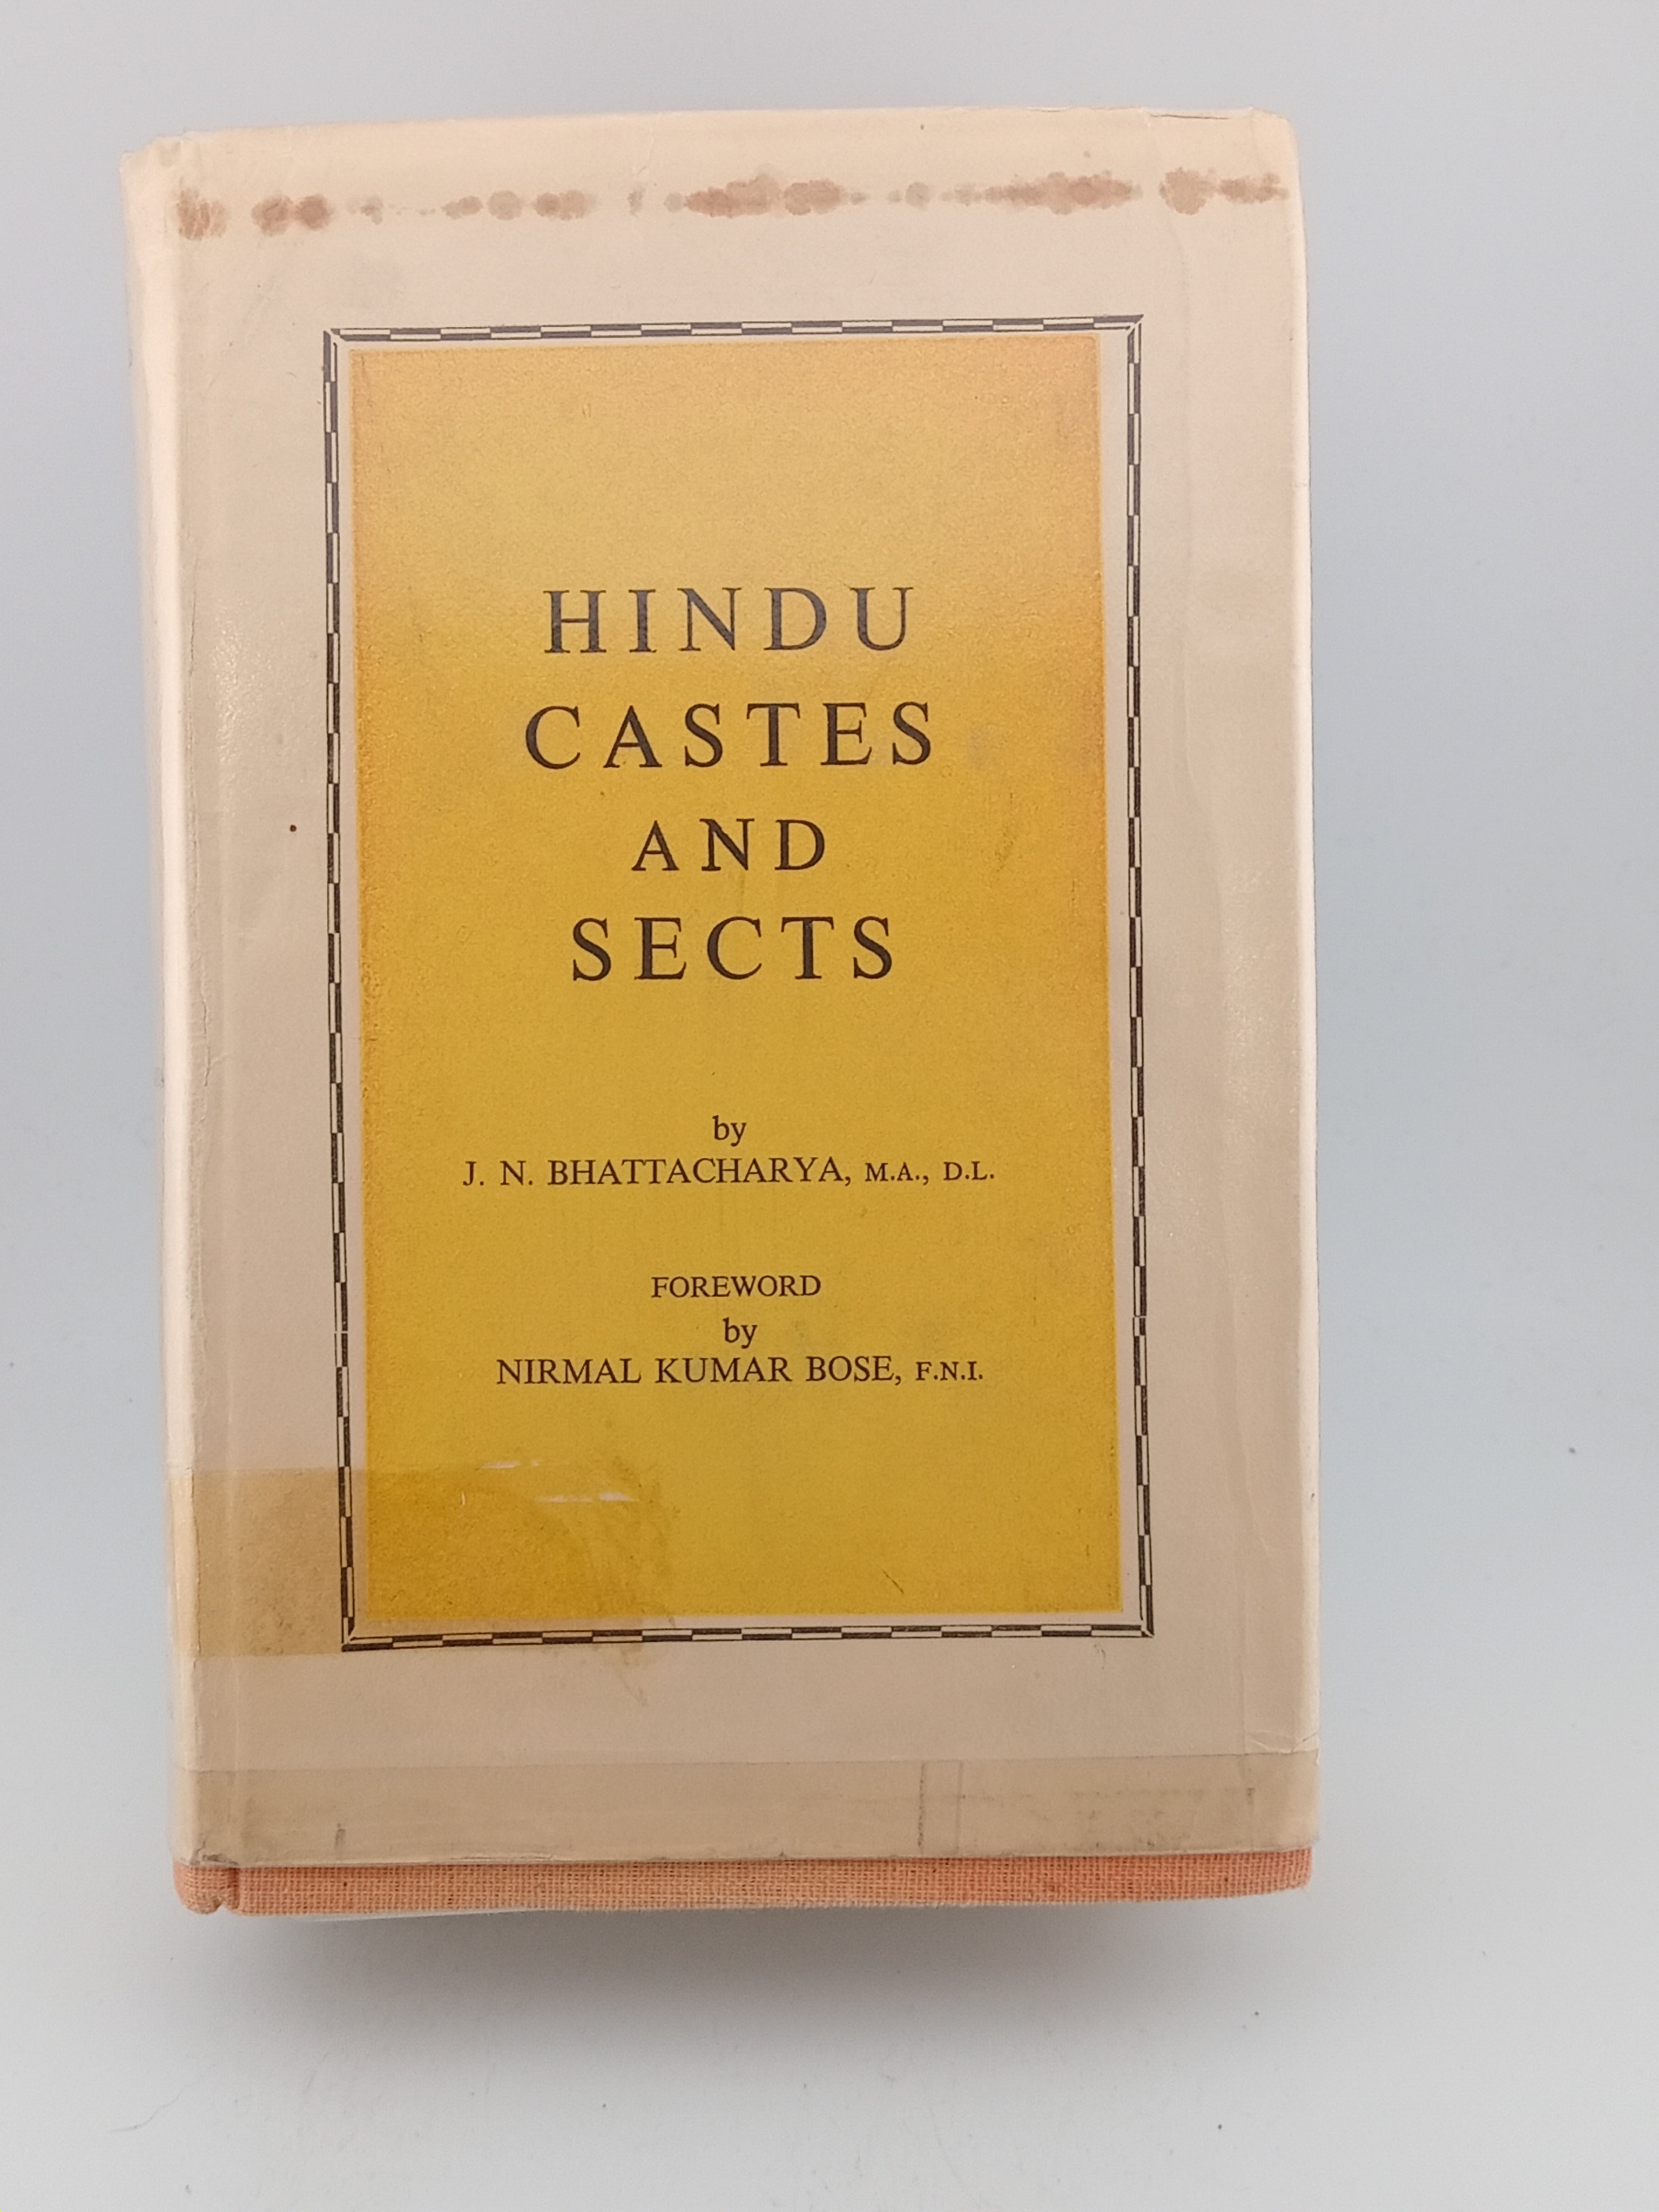 HINDU
CASTES
AND
SECTS
by
J. N. BHATTACHARYA, M.A., D.L.
FOREWORD
by
NIRMAL KUMAR BOSE, F.N.I.